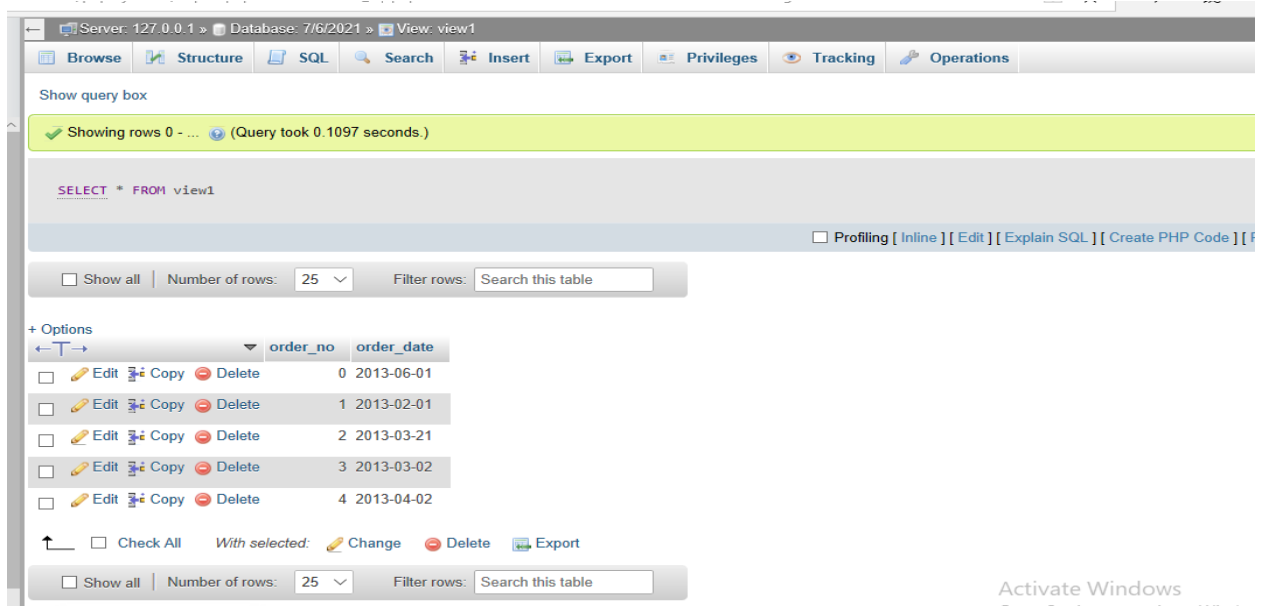 ← Server: 127.0.0.1 » Database: 7/6/2021 » View: view1
Browse Structure SQL Search Insert Export Privileges Tracking Operations
Show query box
Showing rows 0 - ... (Query took 0.1097 seconds.)
SELECT * FROM view1
Profiling [ Inline ] [ Edit ] [ Explain SQL ] [ Create PHP Code ] [
Show all | Number of rows: 25 Filter rows: Search this table
+ Options
←T→ order_no order_date
Edit Copy Delete 0 2013-06-01
Edit Copy Delete 1 2013-02-01
Edit Copy Delete 2 2013-03-21
Edit Copy Delete 3 2013-03-02
Edit Copy Delete 4 2013-04-02
Check All With selected: Change Delete Export
Show all | Number of rows: 25 Filter rows: Search this table
Activate Windows